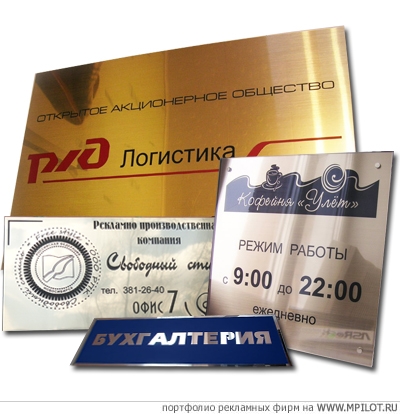 ОТКРЫТОЕ АКЦИОНЕРНОЕ ОБЩЕСТВО
РЖД Логистика
Кофейня «Улёт»
РЕЖИМ РАБОТЫ
с 9:00 до 22:00
ежедневно
Рекламно производственная
компания
Свободный сти
тел. 381-26-40
ОФИС 7
БУХГАЛТЕРИЯ
портфолио рекламных фирм на WWW.MPILOT.RU